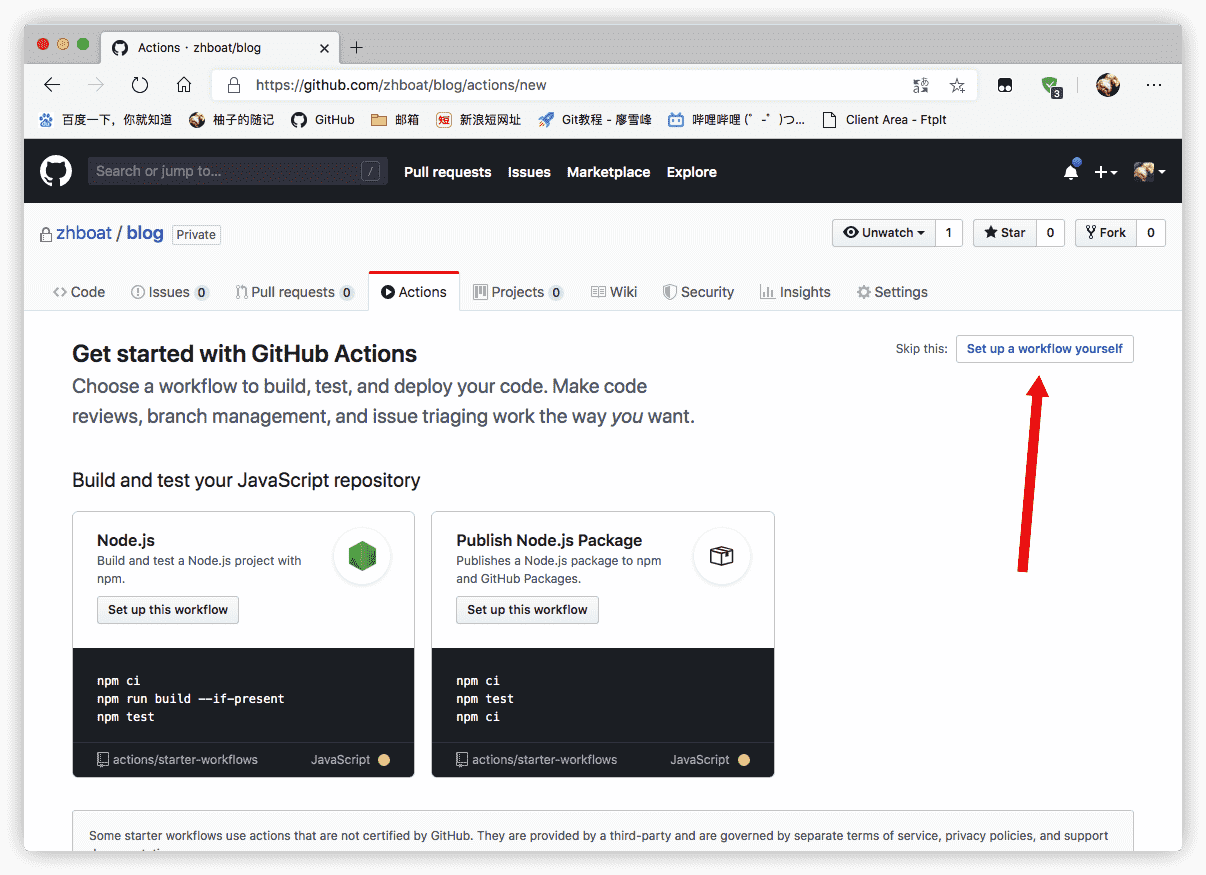 Actions · zhboat/blog
https://github.com/zhboat/blog/actions/new
3
百度一下，你就知道 柚子的随记 GitHub 邮箱 短 新浪短网址 Git教程 - 廖雪峰 哔哩哔哩 (゜-゜)つ... Client Area - FtpIt
Search or jump to... / Pull requests Issues Marketplace Explore
zhboat / blog Private Unwatch 1 Star 0 Fork 0
Code Issues 0 Pull requests 0 Actions Projects 0 Wiki Security Insights Settings
Get started with GitHub Actions
Skip this: Set up a workflow yourself
Choose a workflow to build, test, and deploy your code. Make code
reviews, branch management, and issue triaging work the way you want.
Build and test your JavaScript repository
Node.js
Build and test a Node.js project with
npm.
Set up this workflow
npm ci
npm run build --if-present
npm test
actions/starter-workflows JavaScript
Publish Node.js Package
Publishes a Node.js package to npm
and GitHub Packages.
Set up this workflow
npm ci
npm test
npm ci
actions/starter-workflows JavaScript
Some starter workflows use actions that are not certified by GitHub. They are provided by a third-party and are governed by separate terms of service, privacy policies, and support